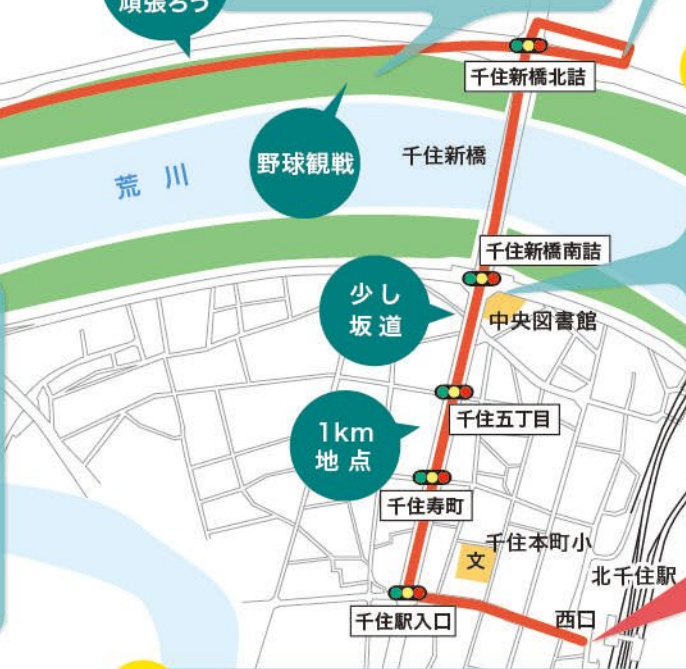 頑張ろう
千住新橋北詰
野球観戦
千住新橋
荒川
千住新橋南詰
少し
坂道
中央図書館
千住五丁目
1km
地点
千住寿町
千住本町小
文
北千住駅
千住駅入口
西口